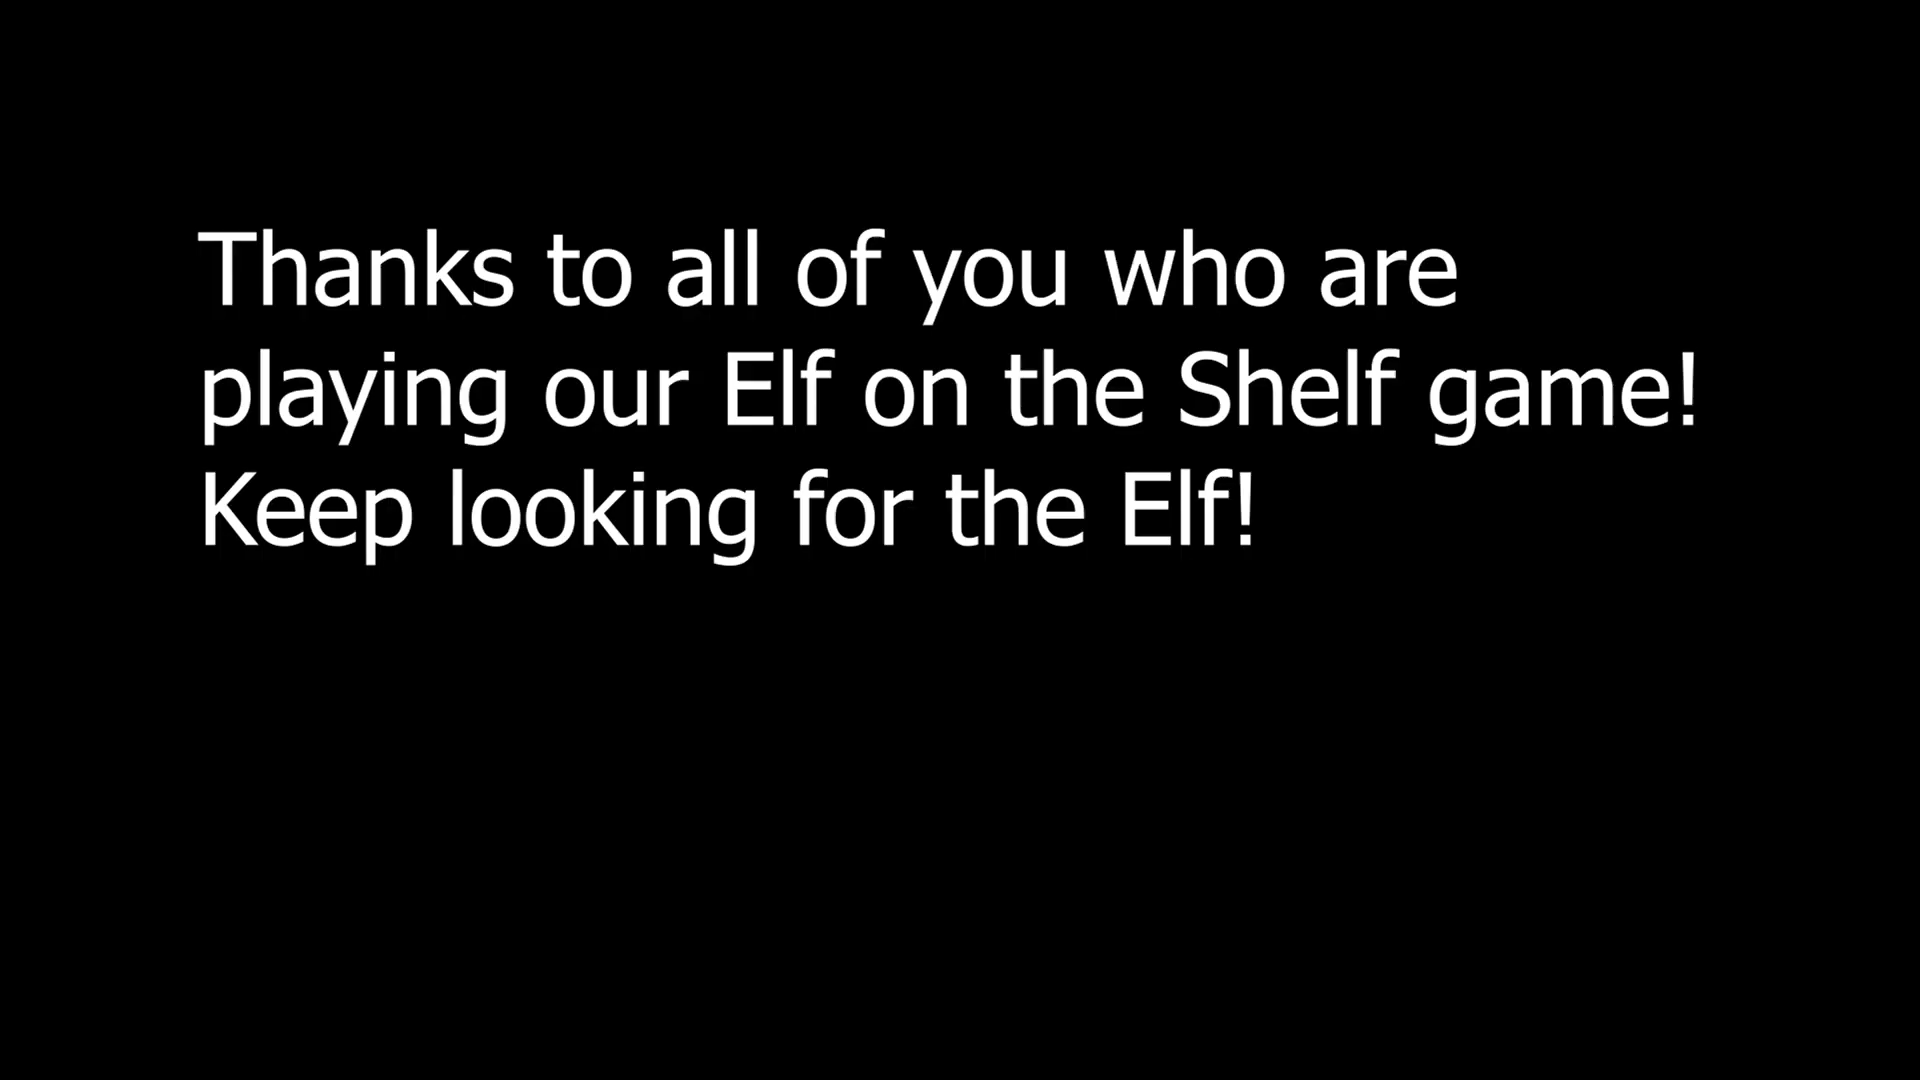 Thanks to all of you who are
playing our Elf on the Shelf game!
Keep looking for the Elf!